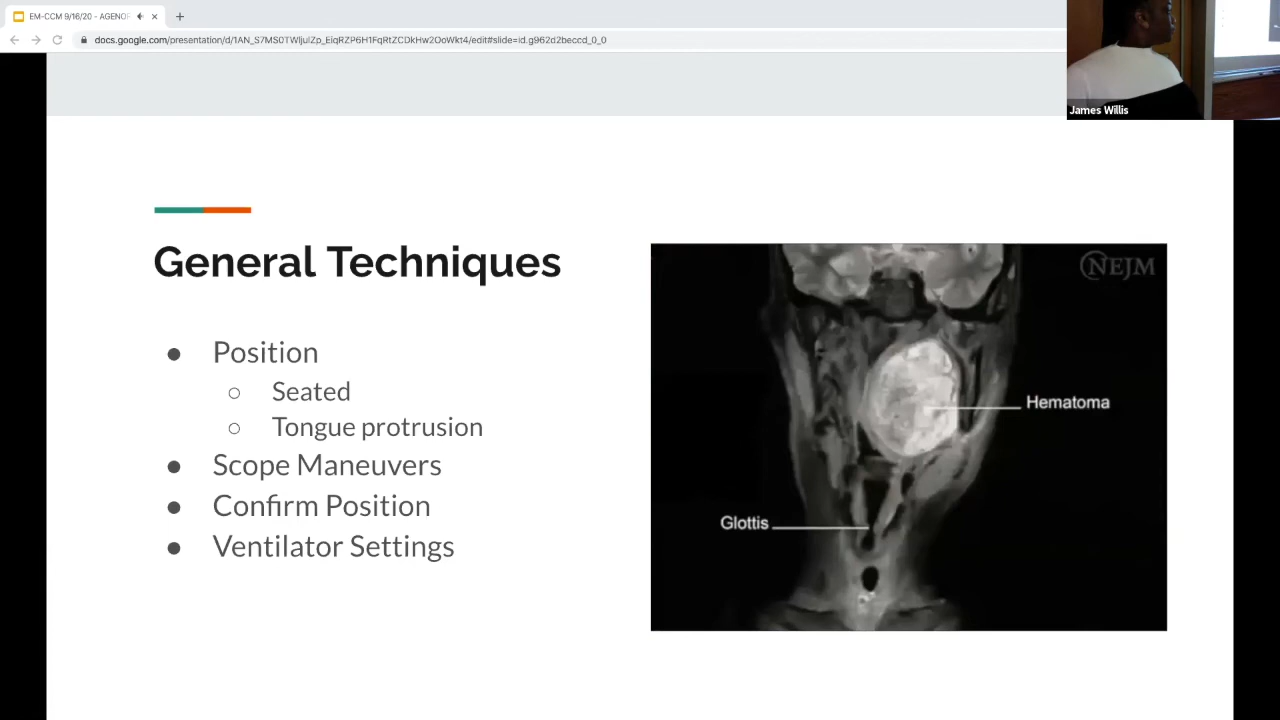 EM-CCM 9/16/20 - AGENO
docs.google.com/presentation/d/1AN_S7MS0TWljulZp_EiqRZP6H1FqRtZCDkHw2OoWkt4/edit#slide=id.g962d2beccd_0_0
James Willis
General Techniques
● Position
○ Seated
○ Tongue protrusion
● Scope Maneuvers
● Confirm Position
● Ventilator Settings
NEJM
Hematoma
Glottis